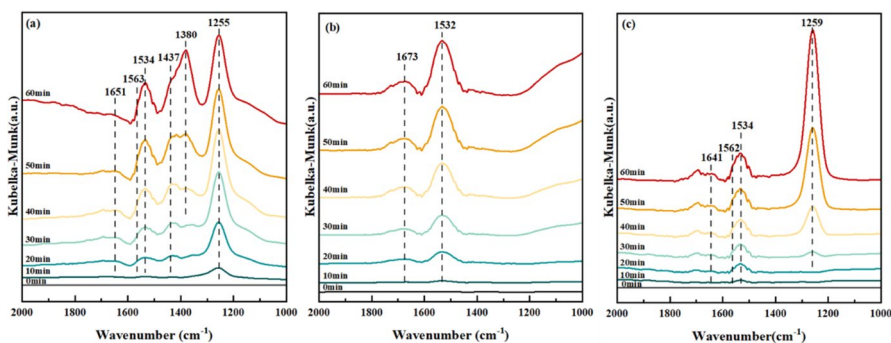 (a)
1255
1380
1534
1437
1563
1651
60min
50min
40min
30min
20min
10min
0min
2000 1800 1600 1400 1200 1000
Wavenumber (cm-1)
Kubelka-Munk(a.u.)
(b)
1532
1673
60min
50min
40min
30min
20min
10min
0min
2000 1800 1600 1400 1200 1000
Wavenumber (cm-1)
Kubelka-Munk(a.u.)
(c)
1259
1534
1562
1641
60min
50min
40min
30min
20min
10min
0min
2000 1800 1600 1400 1200 1000
Wavenumber(cm-1)
Kubelka-Munk(a.u.)